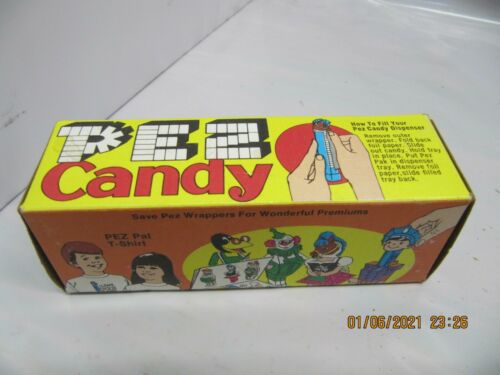 PEZ
Candy
How To Fill Your
Pez Candy Dispenser
Remove outer
wrapper. Fold back
foil paper. Slide
out candy. Hold tray
in place. Put Pez
Pak in dispenser
tray. Remove foil
paper, slide filled
tray back.
Save Pez Wrappers For Wonderful Premiums
PEZ Pal
T-Shirt
01/06/2021 23:26